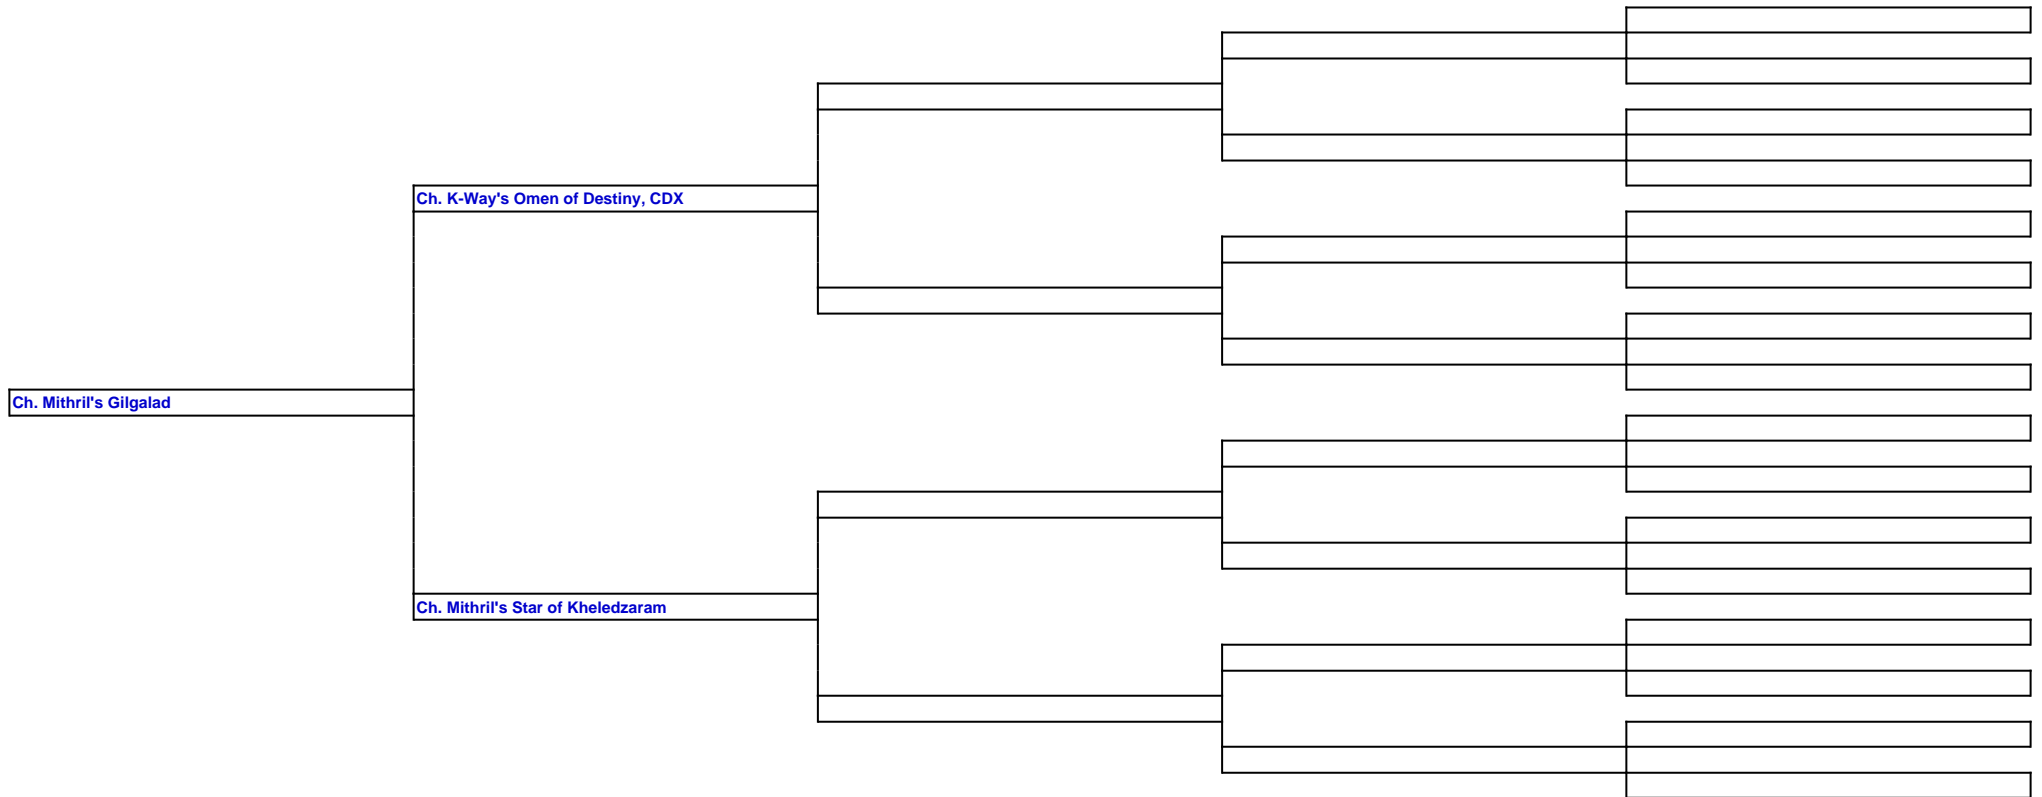 Ch. K-Way's Omen of Destiny, CDX
Ch. Mithril's Gilgalad
Ch. Mithril's Star of Kheledzaram